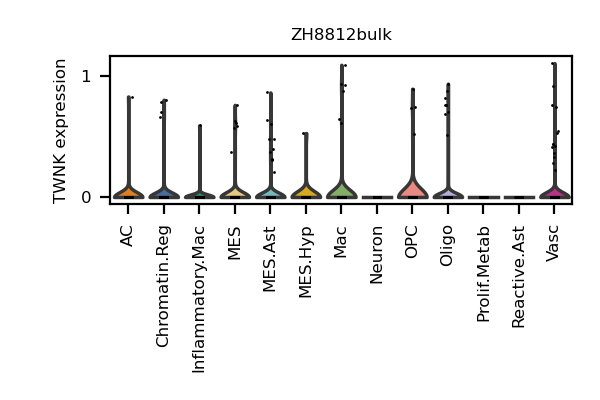 ZH8812bulk
TWNK expression
1
0
AC
Chromatin.Reg
Inflammatory.Mac
MES
MES.Ast
MES.Hyp
Mac
Neuron
OPC
Oligo
Prolif.Metab
Reactive.Ast
Vasc